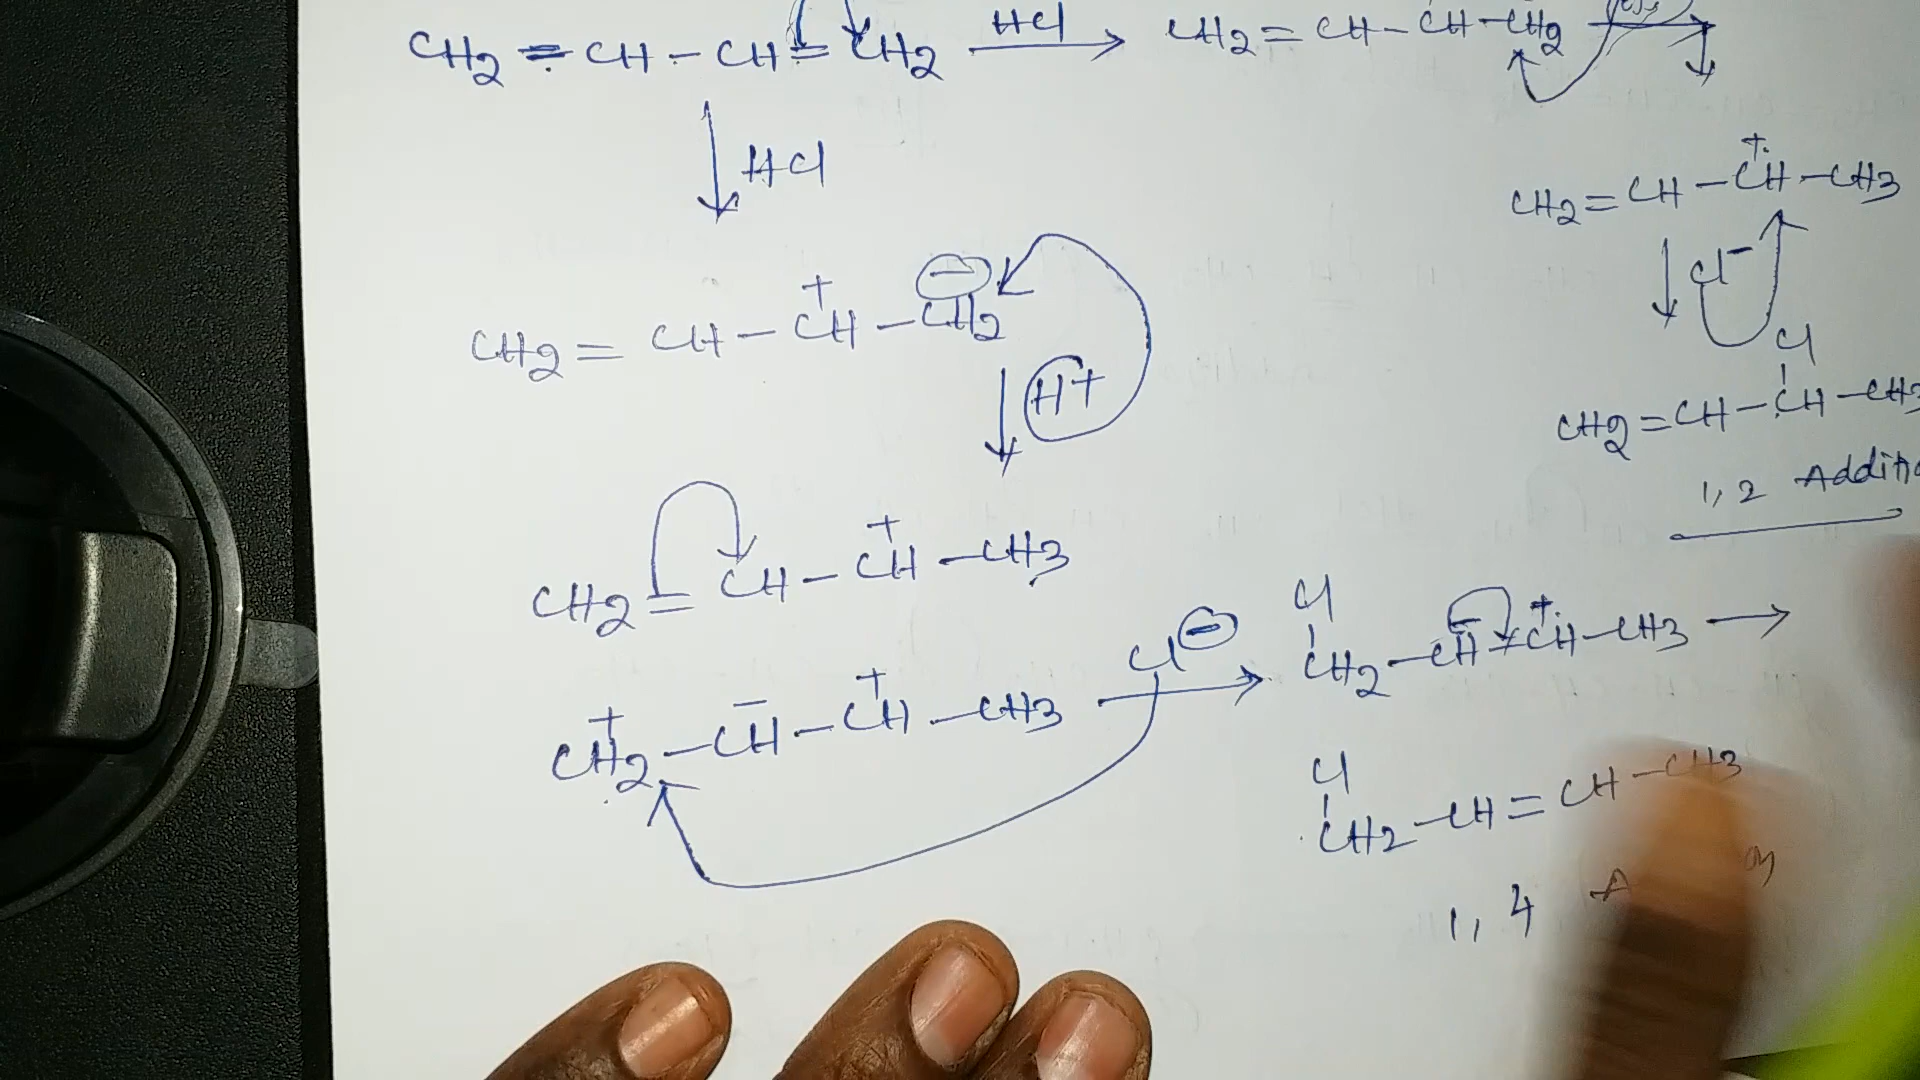 CH2 = CH - CH = CH2 HCl CH2 = CH - CH - CH2
HCl
CH2 = CH - CH+ - CH3
CH2 = CH - CH+ - CH2-
Cl-
H+
Cl
CH2 = CH - CH - CH3
1, 2
CH2 = CH - CH+ - CH3
Cl
Cl-
CH2 - CH- - CH+ - CH3
CH2+ - CH- - CH+ - CH3
Cl
CH2 - CH = CH - CH3
1, 4